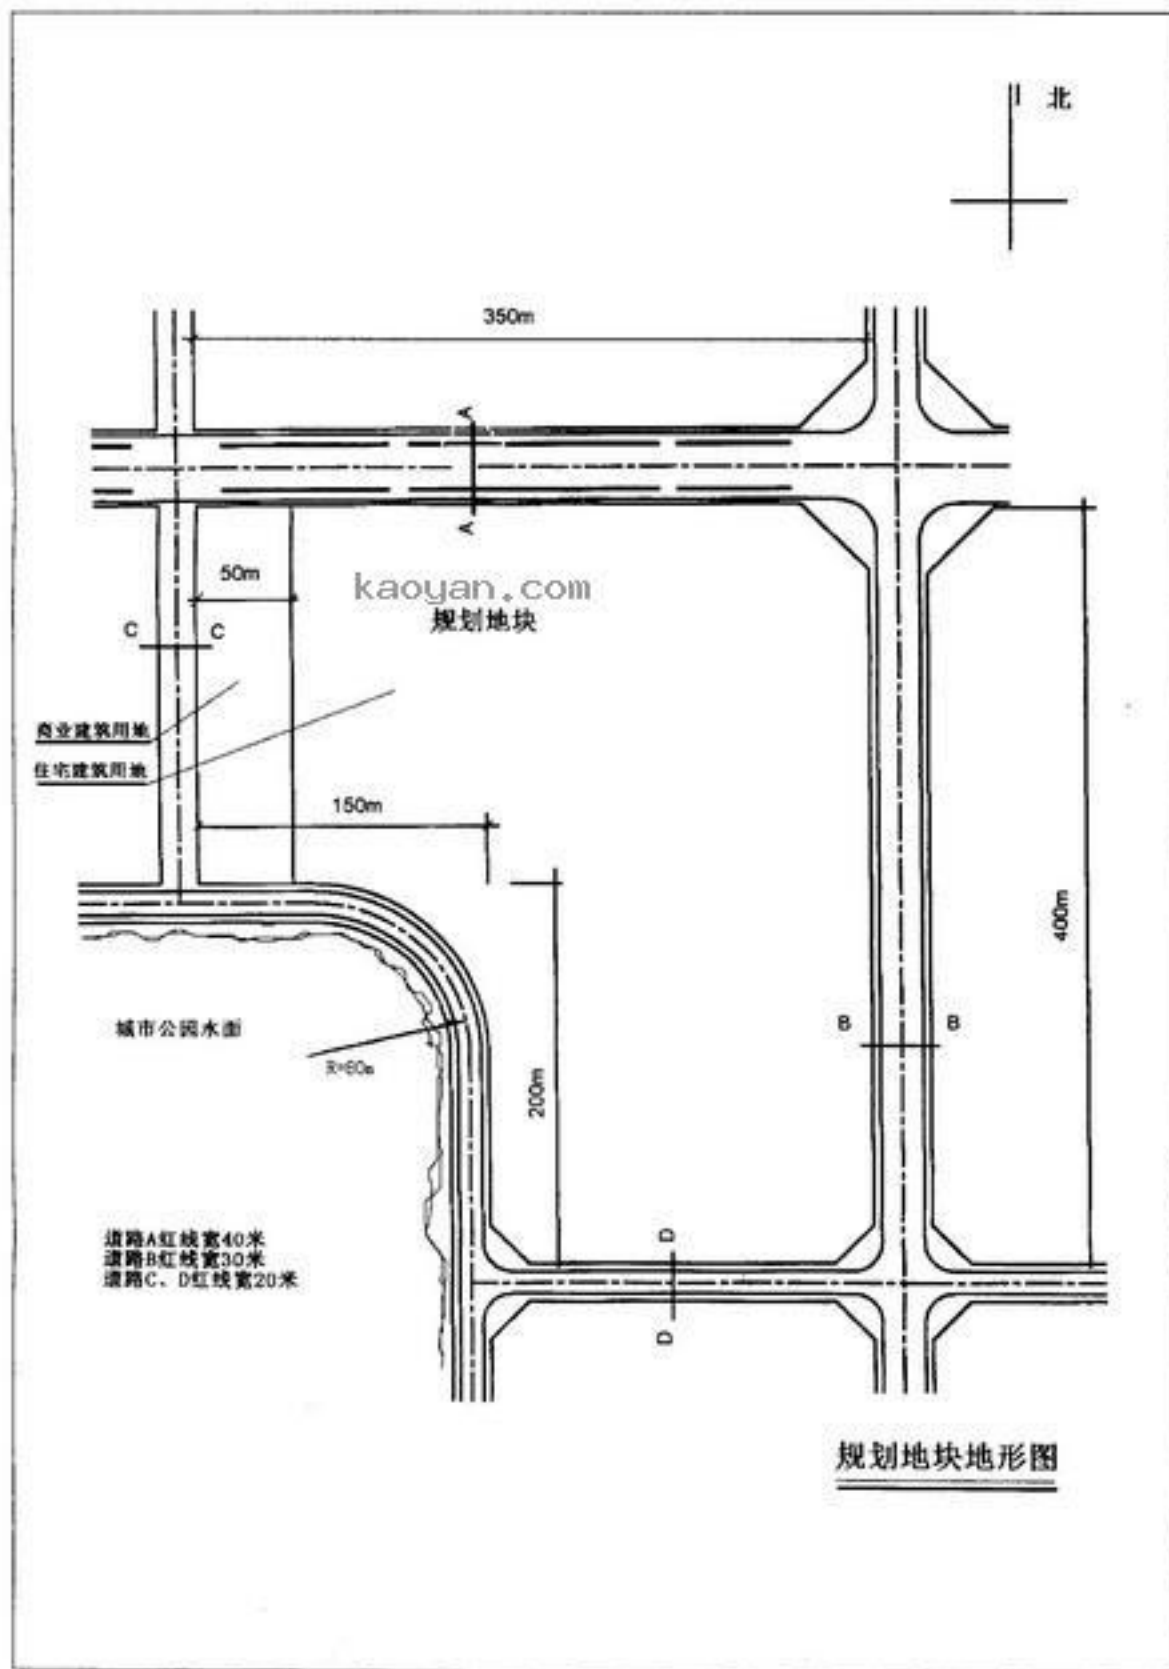 北
350m
A
A
50m
kaoyan.com
规划地块
C
C
商业建筑用地
住宅建筑用地
150m
400m
城市公园水面
B
B
R=60m
200m
道路A红线宽40米
道路B红线宽30米
道路C、D红线宽20米
D
D
规划地块地形图